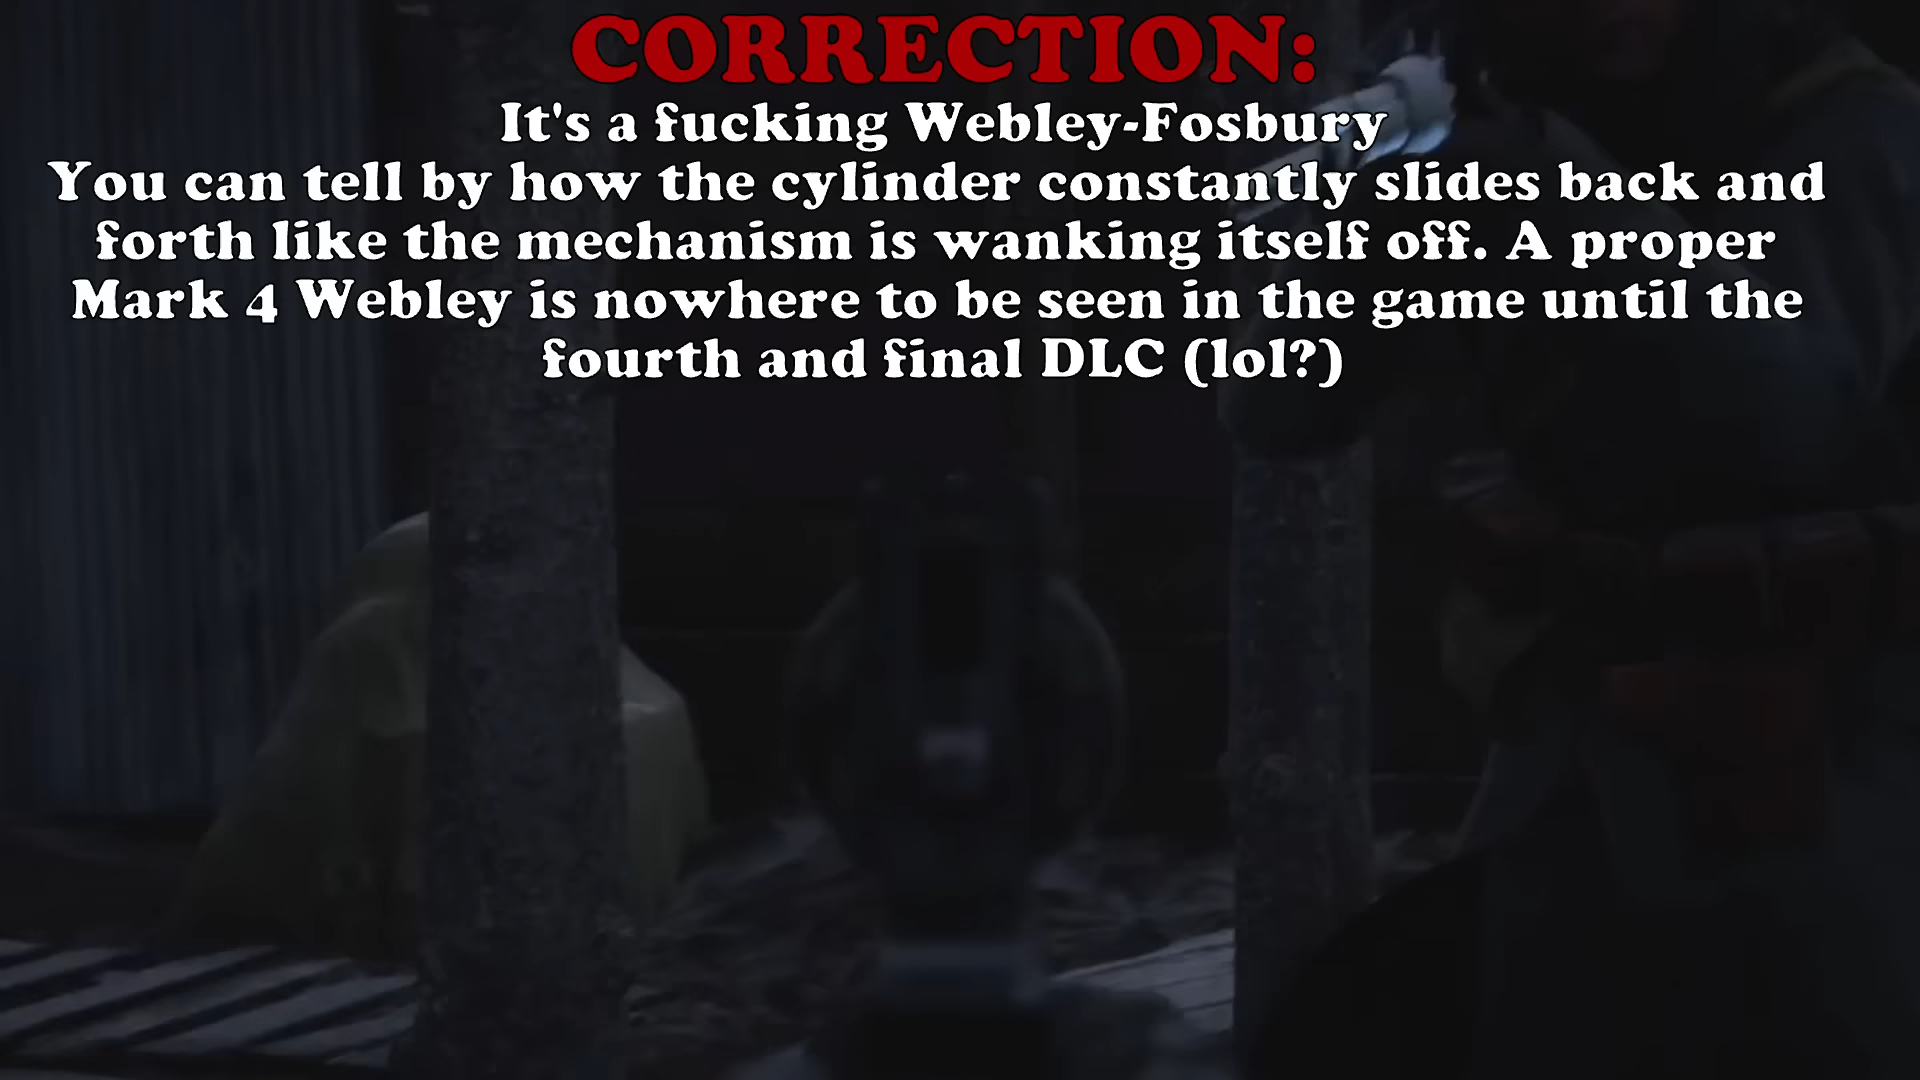 CORRECTION:
It's a fucking Webley-Fosbury
You can tell by how the cylinder constantly slides back and
forth like the mechanism is wanking itself off. A proper
Mark 4 Webley is nowhere to be seen in the game until the
fourth and final DLC (lol?)